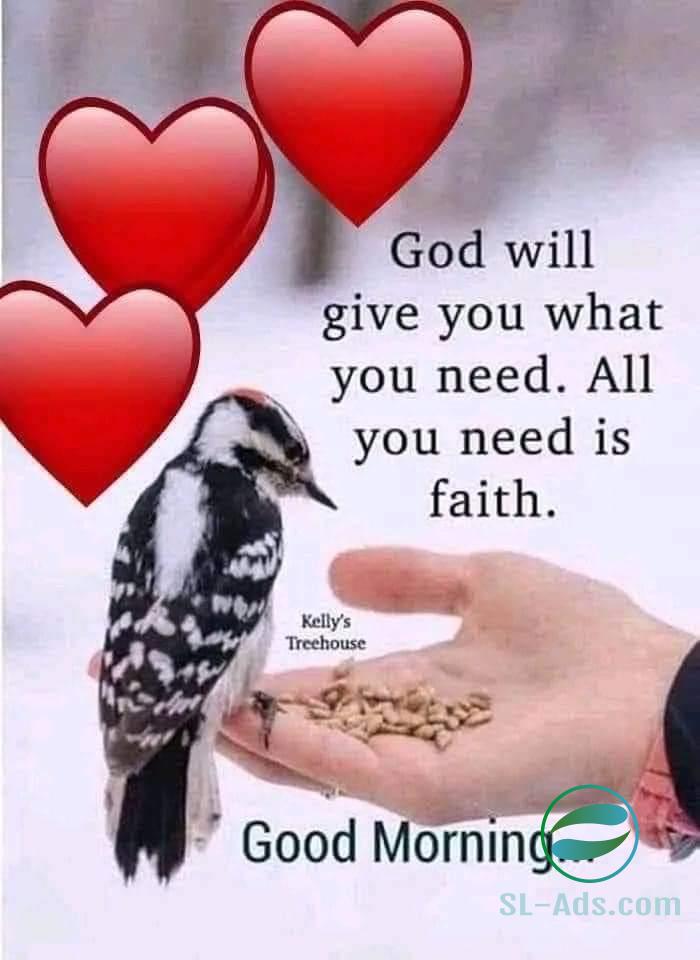 God will
give you what
you need. All
you need is
faith.
Kelly's
Treehouse
Good Morning...
SL-Ads.com